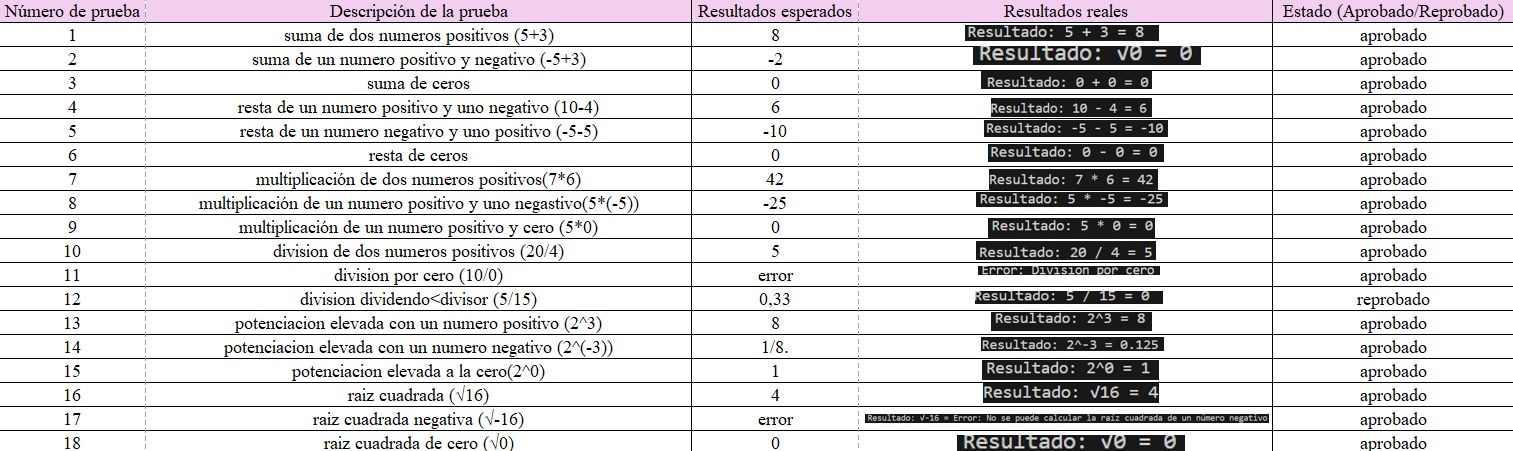 Número de prueba Descripción de la prueba Resultados esperados Resultados reales Estado (Aprobado/Reprobado)
1 suma de dos numeros positivos (5+3) 8 Resultado: 5 + 3 = 8 aprobado
2 suma de un numero positivo y negativo (-5+3) -2 Resultado: √0 = 0 aprobado
3 suma de ceros 0 Resultado: 0 + 0 = 0 aprobado
4 resta de un numero positivo y uno negativo (10-4) 6 Resultado: 10 - 4 = 6 aprobado
5 resta de un numero negativo y uno positivo (-5-5) -10 Resultado: -5 - 5 = -10 aprobado
6 resta de ceros 0 Resultado: 0 - 0 = 0 aprobado
7 multiplicación de dos numeros positivos(7*6) 42 Resultado: 7 * 6 = 42 aprobado
8 multiplicación de un numero positivo y uno negastivo(5*(-5)) -25 Resultado: 5 * -5 = -25 aprobado
9 multiplicación de un numero positivo y cero (5*0) 0 Resultado: 5 * 0 = 0 aprobado
10 division de dos numeros positivos (20/4) 5 Resultado: 20 / 4 = 5 aprobado
11 division por cero (10/0) error Error: Division por cero aprobado
12 division dividendo<divisor (5/15) 0,33 Resultado: 5 / 15 = 0 reprobado
13 potenciacion elevada con un numero positivo (2^3) 8 Resultado: 2^3 = 8 aprobado
14 potenciacion elevada con un numero negativo (2^(-3)) 1/8. Resultado: 2^-3 = 0.125 aprobado
15 potenciacion elevada a la cero(2^0) 1 Resultado: 2^0 = 1 aprobado
16 raiz cuadrada (√16) 4 Resultado: √16 = 4 aprobado
17 raiz cuadrada negativa (√-16) error Resultado: √-16 = Error: No se puede calcular la raíz cuadrada de un número negativo aprobado
18 raiz cuadrada de cero (√0) 0 Resultado: √0 = 0 aprobado